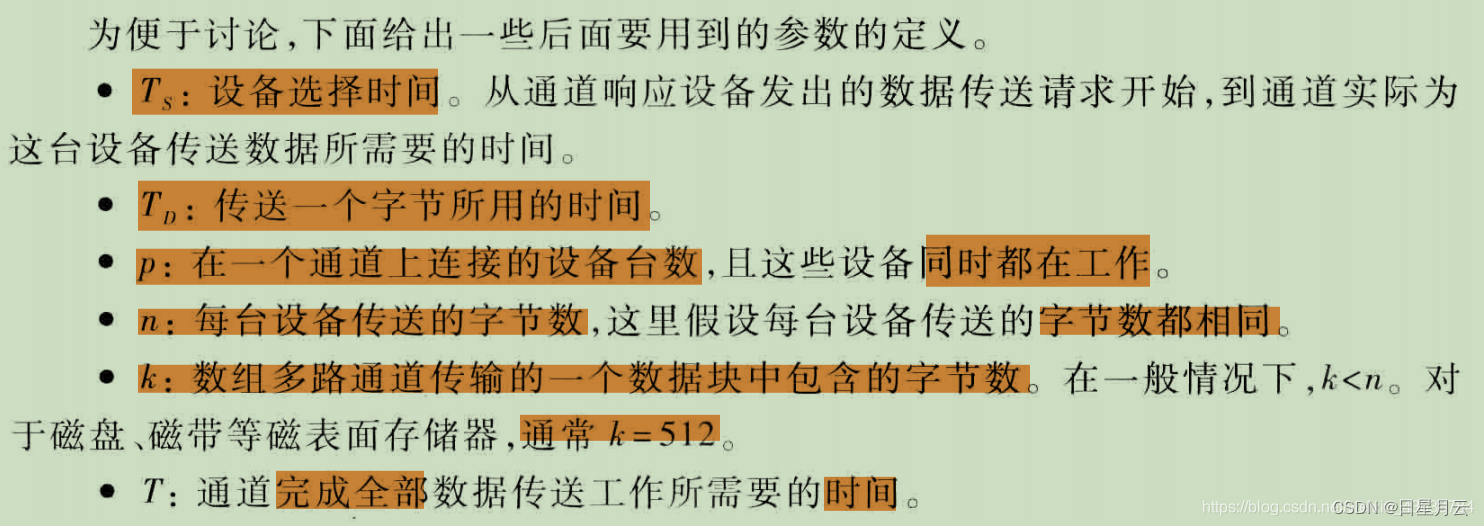 为便于讨论,下面给出一些后面要用到的参数的定义。
• TS: 设备选择时间。从通道响应设备发出的数据传送请求开始,到通道实际为
这台设备传送数据所需要的时间。
• TD: 传送一个字节所用的时间。
• p: 在一个通道上连接的设备台数,且这些设备同时都在工作。
• n: 每台设备传送的字节数,这里假设每台设备传送的字节数都相同。
• k: 数组多路通道传输的一个数据块中包含的字节数。在一般情况下,k<n。对
于磁盘、磁带等磁表面存储器,通常 k=512。
• T: 通道完成全部数据传送工作所需要的时间。
https://blog.csdn.n
CSDN @日星月云